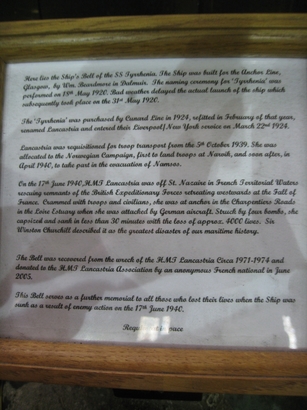 Here lies the Ship's Bell of the SS Tyrrhenia. The Ship was built for the Anchor Line,
Glasgow, by Wm. Beardmore in Dalmuir. The naming ceremony for 'Tyrrhenia' was
performed on 18th May 1920. Bad weather delayed the actual launch of the ship which
subsequently took place on the 31st May 1920.
The 'Tyrrhenia' was purchased by Cunard Line in 1924, refitted in February of that year,
renamed Lancastria and entered their Liverpool/New York service on March 22nd 1924.
Lancastria was requisitioned for troop transport from the 5th October 1939. She was
allocated to the Norwegian Campaign, first to land troops at Narvik, and soon after, in
April 1940, to take part in the evacuation of Namsos.
On the 17th June 1940, HMT Lancastria was off St. Nazaire in French Territorial Waters
rescuing remnants of the British Expeditionary Forces retreating westwards at the Fall of
France. Crammed with troops and civilians, she was at anchor in the Charpentiers Roads
in the Loire Estuary when she was attacked by German aircraft. Struck by four bombs, she
capsized and sank in less than 30 minutes with the loss of approx. 4000 lives. Sir
Winston Churchill described it as the greatest disaster of our maritime history.
The Bell was recovered from the wreck of the HMT Lancastria Circa 1971-1974 and
donated to the HMT Lancastria Association by an anonymous French national in June
2005.
This Bell serves as a further memorial to all those who lost their lives when the Ship was
sunk as a result of enemy action on the 17th June 1940.